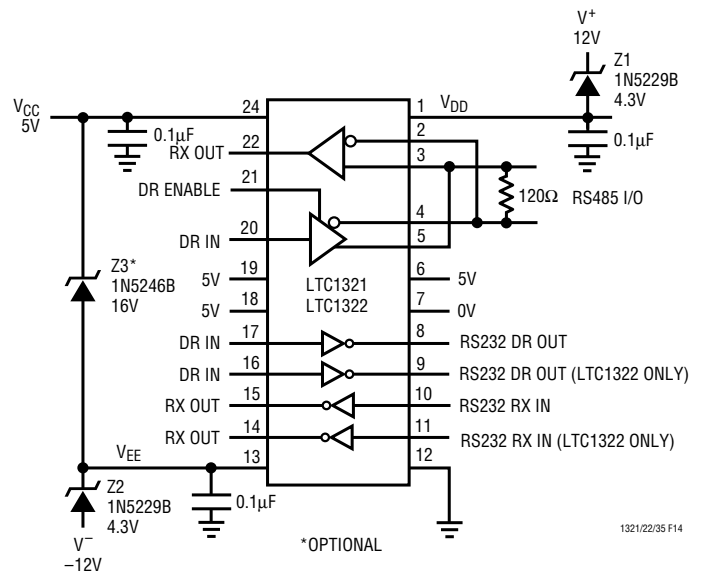 V+
12V
Z1
1N5229B
4.3V
VCC
5V
24
1
VDD
0.1µF
0.1µF
2
RX OUT
22
3
21
DR ENABLE
120Ω
RS485 I/O
4
DR IN
20
5
Z3*
1N5246B
16V
5V
19
LTC1321
LTC1322
6
5V
5V
18
7
0V
DR IN
17
8
RS232 DR OUT
DR IN
16
9
RS232 DR OUT (LTC1322 ONLY)
RX OUT
15
10
RS232 RX IN
RX OUT
14
11
RS232 RX IN (LTC1322 ONLY)
VEE
13
12
Z2
1N5229B
4.3V
0.1µF
V−
−12V
*OPTIONAL
1321/22/35 F14